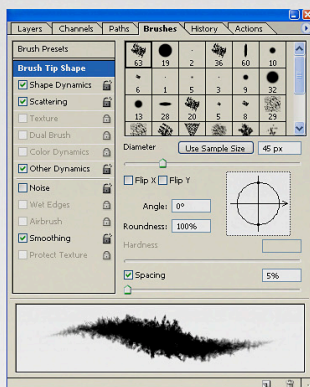 Layers Channels Paths Brushes History Actions
Brush Presets
Brush Tip Shape
Shape Dynamics
Scattering
Texture
Dual Brush
Color Dynamics
Other Dynamics
Noise
Wet Edges
Airbrush
Smoothing
Protect Texture
63 19 2 36 60 10
6 1 5 3 9 32
13 28 20 5 8 29
Diameter Use Sample Size 45 px
Flip X Flip Y
Angle: 0°
Roundness: 100%
Hardness
Spacing 5%